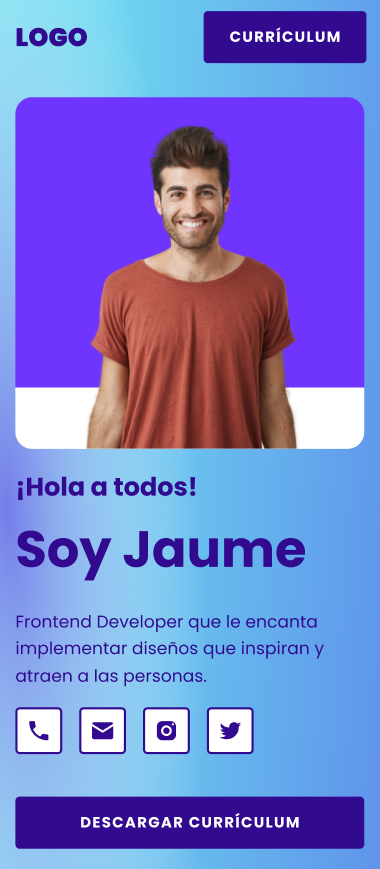 LOGO
CURRÍCULUM
¡Hola a todos!
Soy Jaume
Frontend Developer que le encanta
implementar diseños que inspiran y
atraen a las personas.
DESCARGAR CURRÍCULUM